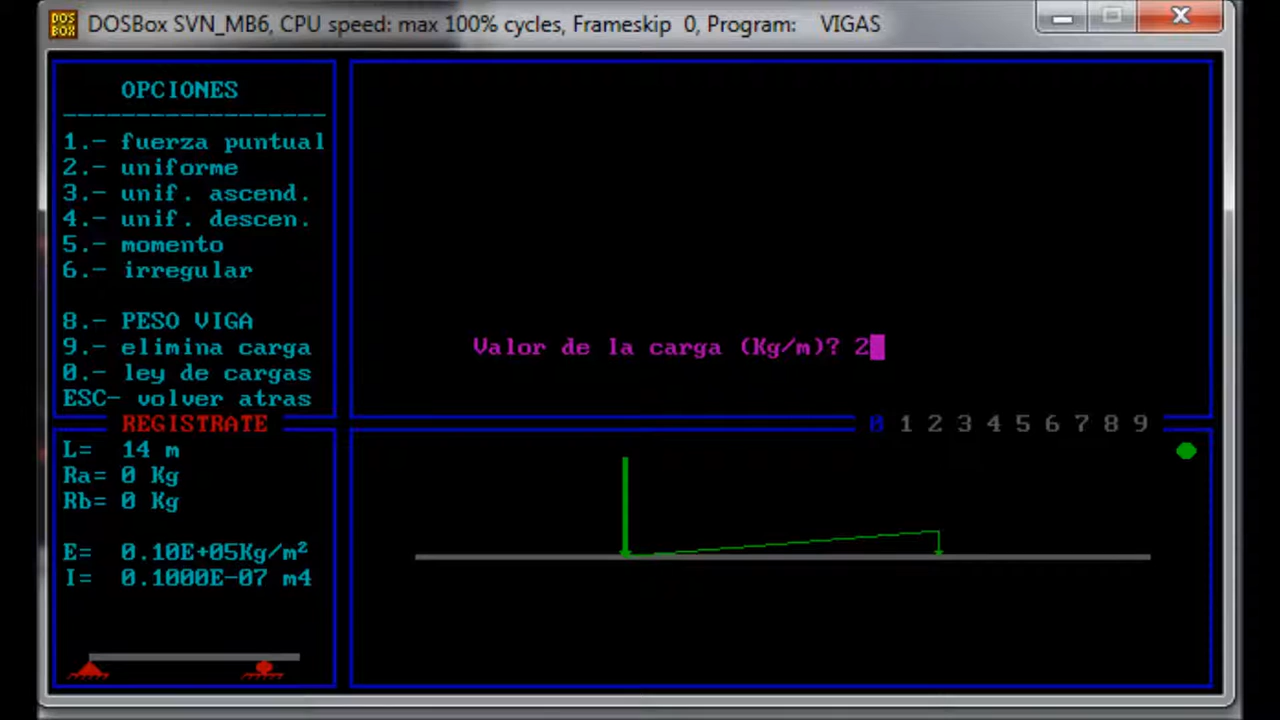 DOSBox SVN_MB6, CPU speed: max 100% cycles, Frameskip 0, Program: VIGAS
OPCIONES
------------------
1.- fuerza puntual
2.- uniforme
3.- unif. ascend.
4.- unif. descen.
5.- momento
6.- irregular
8.- PESO VIGA
9.- elimina carga
0.- ley de cargas
ESC- volver atras
Valor de la carga (Kg/m)? 2
REGISTRATE
0 1 2 3 4 5 6 7 8 9
L= 14 m
Ra= 0 Kg
Rb= 0 Kg
E= 0.10E+05Kg/m²
I= 0.1000E-07 m4